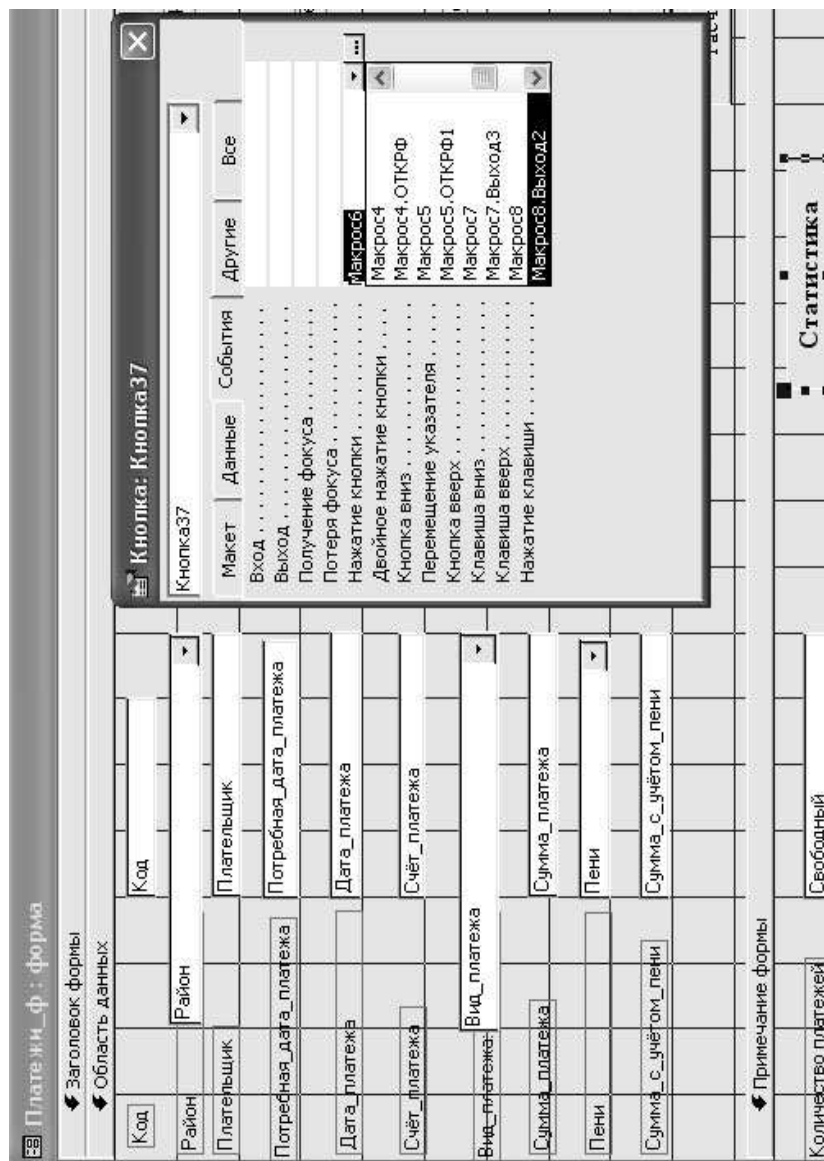 Платежи_ф : форма
Заголовок формы
Область данных
Код
Код
Район
Район
Плательщик
Плательщик
Потребная_дата_платежа
Потребная_дата_платежа
Дата_платежа
Дата_платежа
Счёт_платежа
Счёт_платежа
Вид_платежа:
Вид_платежа
Сумма_платежа
Сумма_платежа
Пени
Пени
Сумма_с_учётом_пени
Сумма_с_учётом_пени
Примечание формы
Количество платежей
Свободный
Статистика
Кнопка: Кнопка37
Кнопка37
Макет Данные События Другие Все
Вход
Выход
Получение фокуса
Потеря фокуса
Нажатие кнопки
Двойное нажатие кнопки
Кнопка вниз
Перемещение указателя
Кнопка вверх
Клавиша вниз
Клавиша вверх
Нажатие клавиши
Макрос6
Макрос4
Макрос4.ОТКРФ
Макрос5
Макрос5.ОТКРФ1
Макрос7
Макрос7.Выход3
Макрос8
Макрос8.Выход2